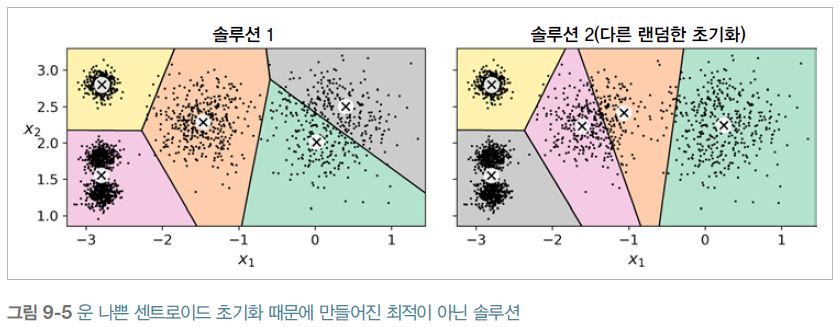 솔루션 1
솔루션 2(다른 랜덤한 초기화)
3.0
2.5
2.0
1.5
1.0
x₂
−3 −2 −1 0 1
x₁
−3 −2 −1 0 1
x₁
그림 9-5 운 나쁜 센트로이드 초기화 때문에 만들어진 최적이 아닌 솔루션